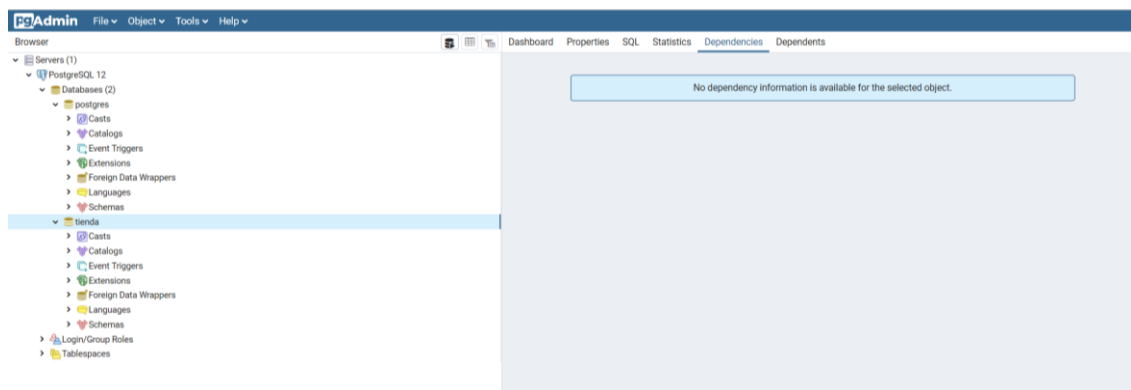 pgAdmin File Object Tools Help
Browser Dashboard Properties SQL Statistics Dependencies Dependents
Servers (1)
PostgreSQL 12
Databases (2)
postgres
Casts
Catalogs
Event Triggers
Extensions
Foreign Data Wrappers
Languages
Schemas
tienda
Casts
Catalogs
Event Triggers
Extensions
Foreign Data Wrappers
Languages
Schemas
Login/Group Roles
Tablespaces
No dependency information is available for the selected object.